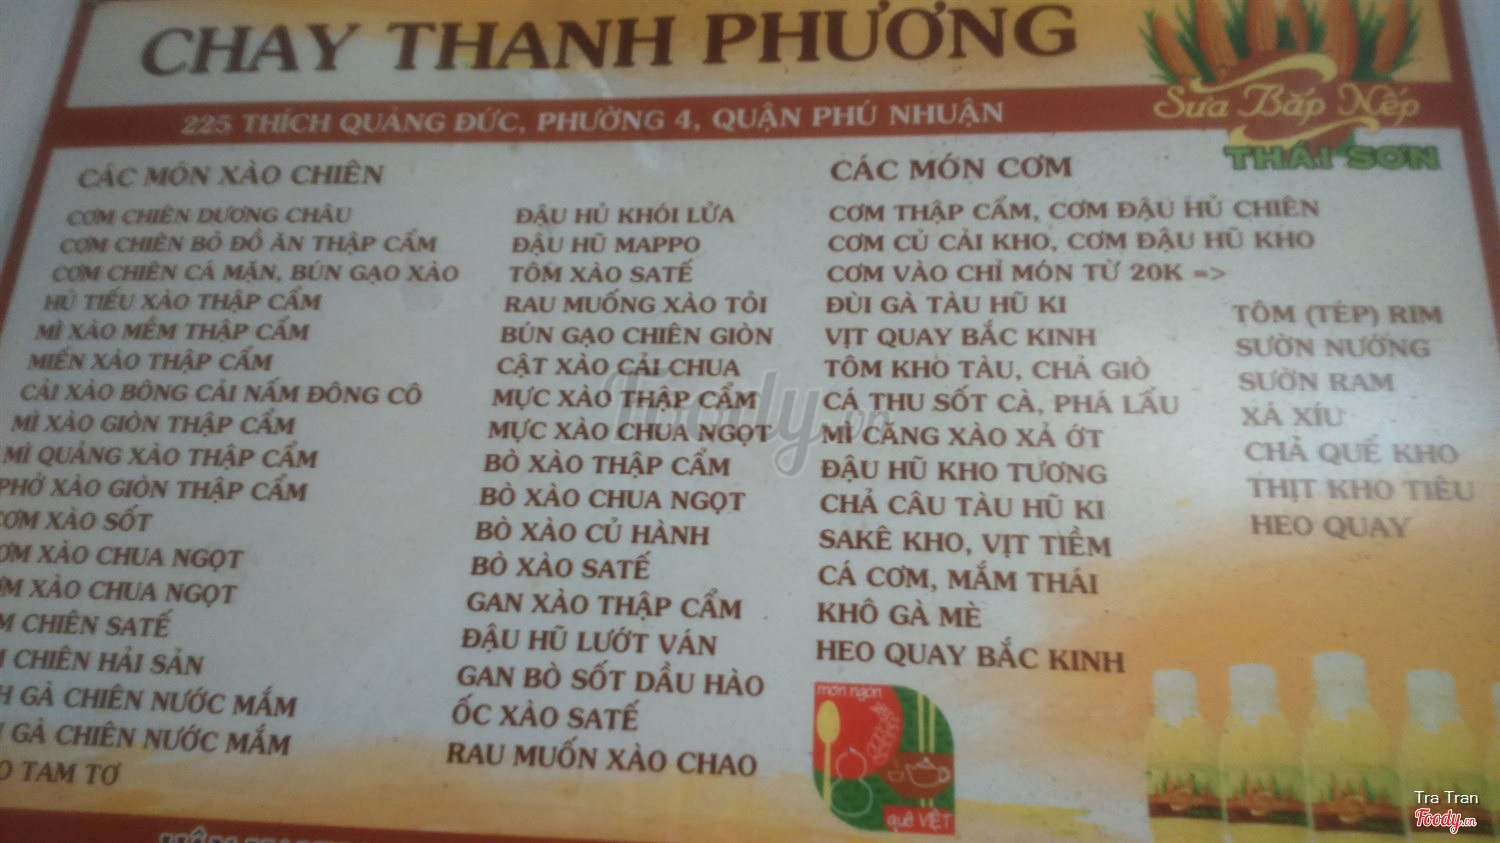 CHAY THANH PHƯƠNG
Sữa Bắp Nếp
THÁI SƠN
225 THÍCH QUẢNG ĐỨC, PHƯỜNG 4, QUẬN PHÚ NHUẬN
CÁC MÓN XÀO CHIÊN
CƠM CHIÊN DƯƠNG CHÂU
CƠM CHIÊN BÒ ĐỒ ĂN THẬP CẨM
CƠM CHIÊN CÁ MẶN, BÚN GẠO XÀO
HỦ TIẾU XÀO THẬP CẨM
MÌ XÀO MỀM THẬP CẨM
MIẾN XÀO THẬP CẨM
CẢI XÀO BÔNG CẢI NẤM ĐÔNG CÔ
MÌ XÀO GIÒN THẬP CẨM
MÌ QUẢNG XÀO THẬP CẨM
PHỞ XÀO GIÒN THẬP CẨM
CƠM XÀO SỐT
XÀO CHUA NGỌT
XÀO CHUA NGỌT
CHIÊN SATẾ
CHIÊN HẢI SẢN
GÀ CHIÊN NƯỚC MẮM
GÀ CHIÊN NƯỚC MẮM
TAM TƠ
ĐẬU HỦ KHÓI LỬA
ĐẬU HŨ MAPPO
TÔM XÀO SATẾ
RAU MUỐNG XÀO TỎI
BÚN GẠO CHIÊN GIÒN
CẬT XÀO CẢI CHUA
MỰC XÀO THẬP CẨM
MỰC XÀO CHUA NGỌT
BÒ XÀO THẬP CẨM
BÒ XÀO CHUA NGỌT
BÒ XÀO CỦ HÀNH
BÒ XÀO SATẾ
GAN XÀO THẬP CẨM
ĐẬU HŨ LƯỚT VÁN
GAN BÒ SỐT DẦU HÀO
ỐC XÀO SATẾ
RAU MUỐN XÀO CHAO
CÁC MÓN CƠM
CƠM THẬP CẨM, CƠM ĐẬU HỦ CHIÊN
CƠM CỦ CẢI KHO, CƠM ĐẬU HŨ KHO
CƠM VÀO CHỈ MÓN TỪ 20K =>
ĐÙI GÀ TÀU HŨ KI
VỊT QUAY BẮC KINH
TÔM KHO TÀU, CHẢ GIÒ
CÁ THU SỐT CÀ, PHÁ LẤU
MÌ CĂNG XÀO XẢ ỚT
ĐẬU HŨ KHO TƯƠNG
CHẢ CÂU TÀU HŨ KI
SAKÊ KHO, VỊT TIỀM
CÁ CƠM, MẮM THÁI
KHÔ GÀ MÈ
HEO QUAY BẮC KINH
TÔM (TÉP) RIM
SƯỜN NƯỚNG
SƯỜN RAM
XÁ XÍU
CHẢ QUẾ KHO
THỊT KHO TIÊU
HEO QUAY
món ngon
quê VIỆT
Foody.vn
Tra Tran
Foody.vn